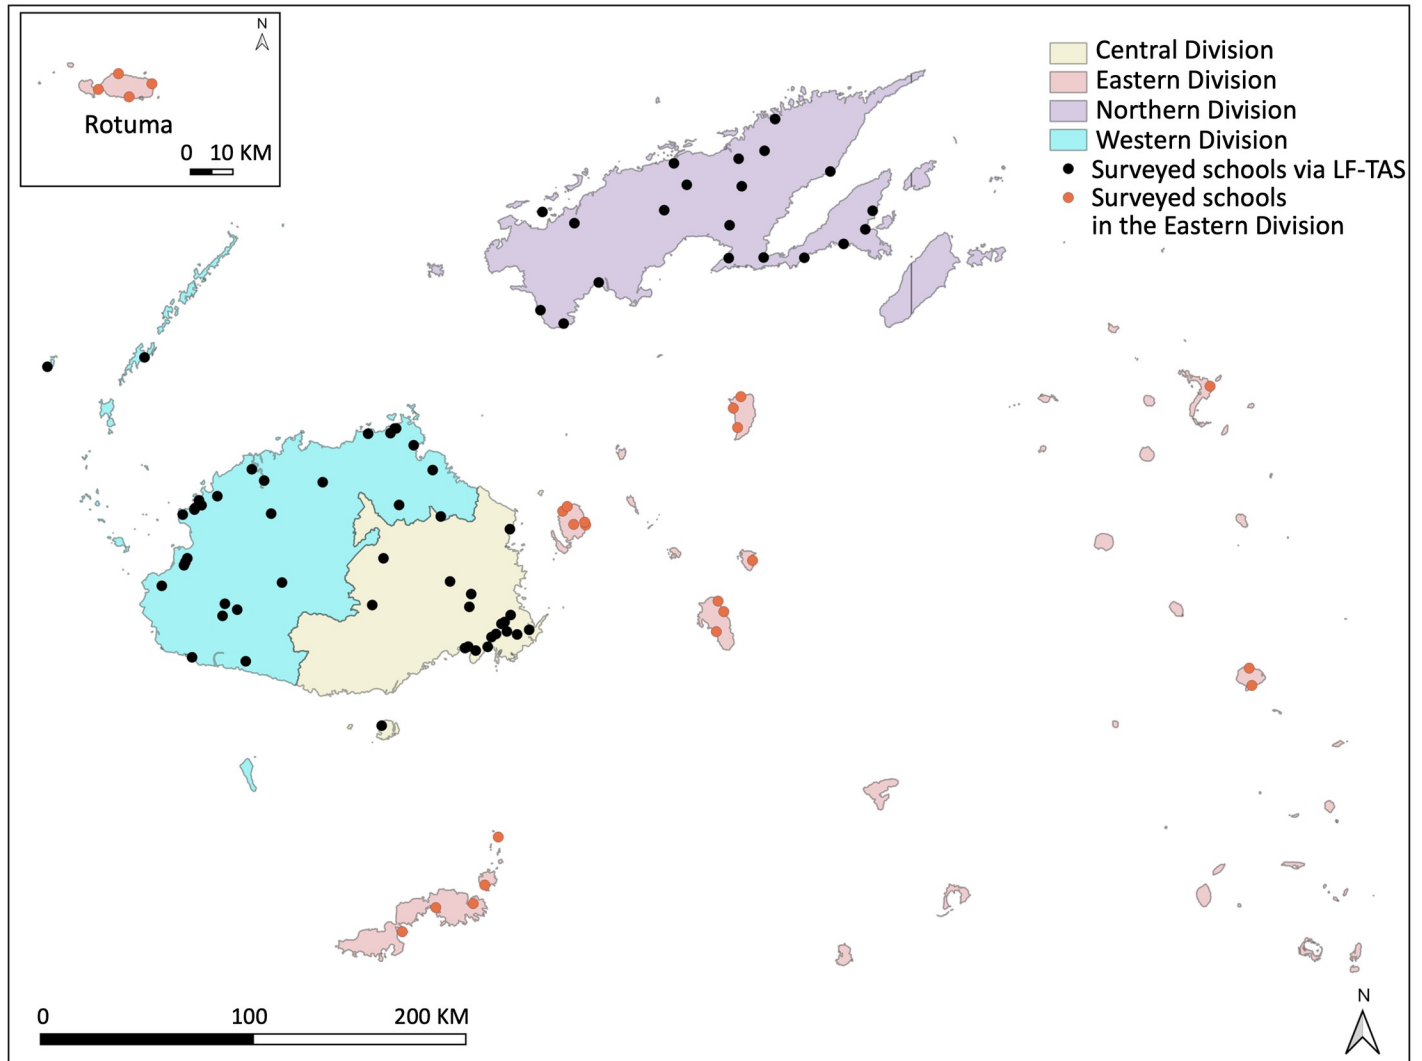 N
Rotuma
0 10 KM
Central Division
Eastern Division
Northern Division
Western Division
Surveyed schools via LF-TAS
Surveyed schools
in the Eastern Division
0 100 200 KM
N